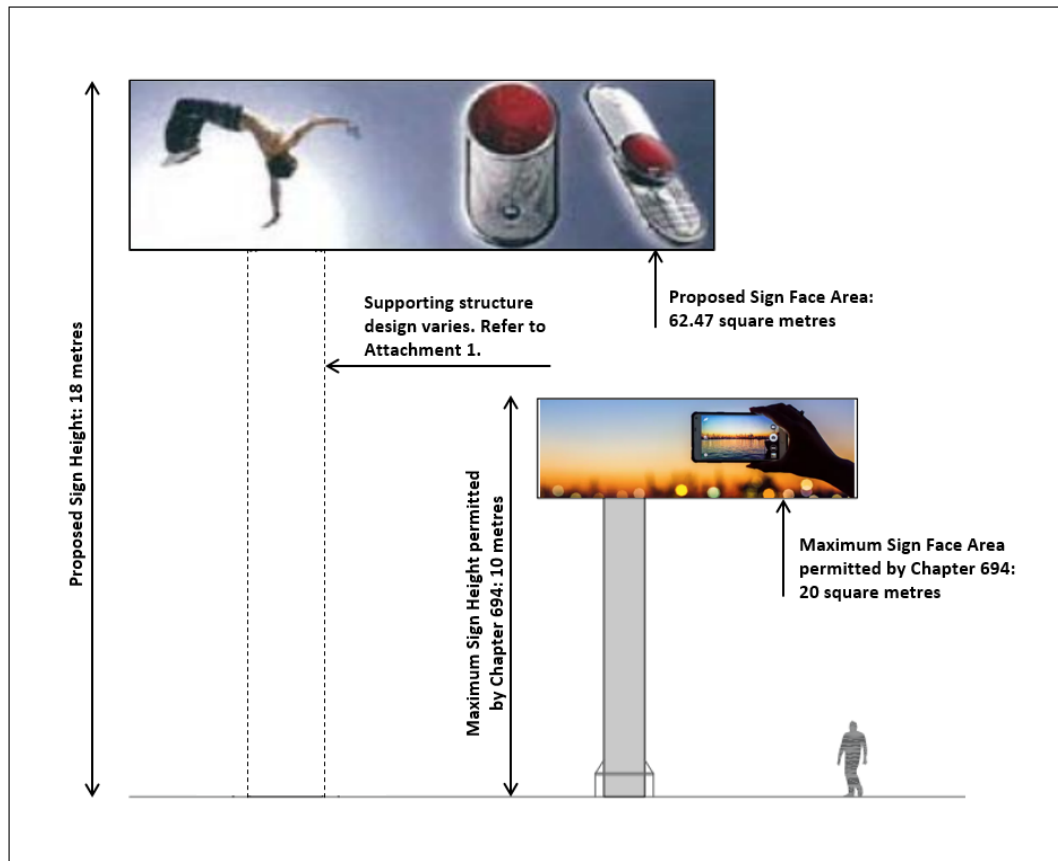 Proposed Sign Height: 18 metres
Supporting structure
design varies. Refer to
Attachment 1.
Proposed Sign Face Area:
62.47 square metres
Maximum Sign Height permitted
by Chapter 694: 10 metres
Maximum Sign Face Area
permitted by Chapter 694:
20 square metres